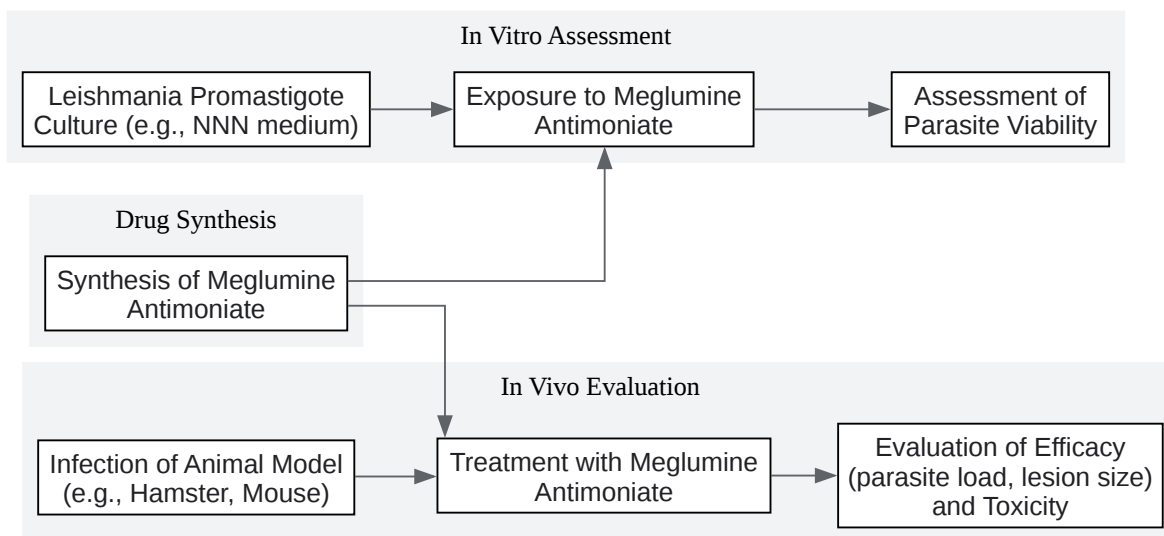 In Vitro Assessment
Leishmania Promastigote
Culture (e.g., NNN medium)
Exposure to Meglumine
Antimoniate
Assessment of
Parasite Viability
Drug Synthesis
Synthesis of Meglumine
Antimoniate
In Vivo Evaluation
Infection of Animal Model
(e.g., Hamster, Mouse)
Treatment with Meglumine
Antimoniate
Evaluation of Efficacy
(parasite load, lesion size)
and Toxicity